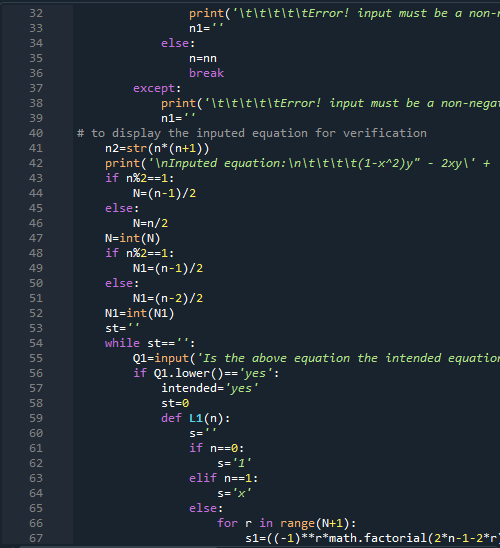 32 print('\t\t\t\t\tError! input must be a non-
33 n1=''
34 else:
35 n=nn
36 break
37 except:
38 print('\t\t\t\t\tError! input must be a non-nega
39 n1=''
40 # to display the inputed equation for verification
41 n2=str(n*(n+1))
42 print('\nInputed equation:\n\t\t\t\t(1-x^2)y" - 2xy\' +
43 if n%2==1:
44 N=(n-1)/2
45 else:
46 N=n/2
47 N=int(N)
48 if n%2==1:
49 N1=(n-1)/2
50 else:
51 N1=(n-2)/2
52 N1=int(N1)
53 st=''
54 while st=='':
55 Q1=input('Is the above equation the intended equation
56 if Q1.lower()=='yes':
57 intended='yes'
58 st=0
59 def L1(n):
60 s=''
61 if n==0:
62 s='1'
63 elif n==1:
64 s='x'
65 else:
66 for r in range(N+1):
67 s1=((-1)**r*math.factorial(2*n-1-2*r)